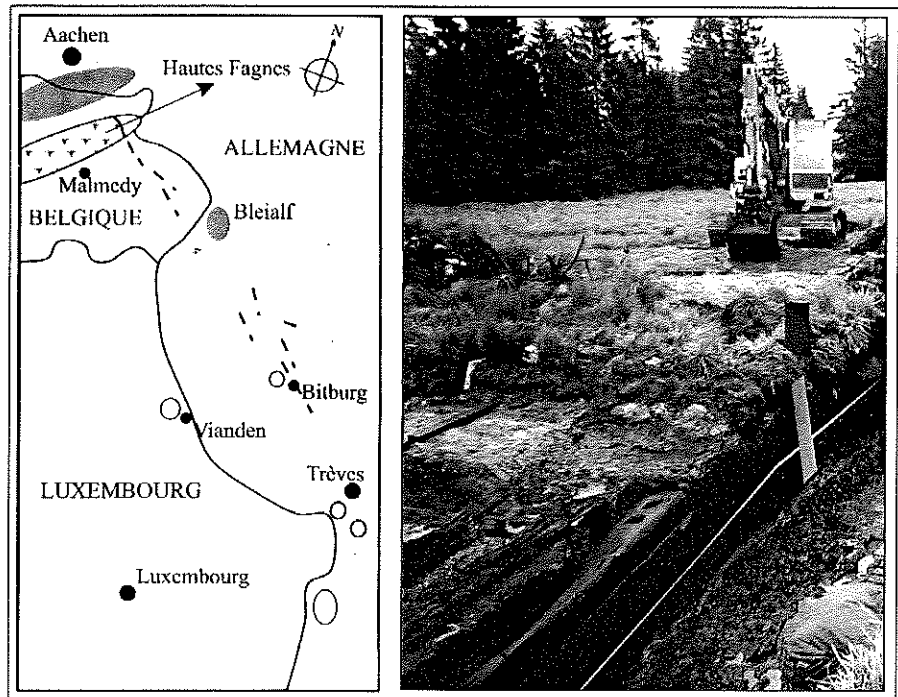 Aachen
N
Hautes Fagnes
ALLEMAGNE
Malmedy
BELGIQUE
Bleialf
Bitburg
Vianden
Trèves
LUXEMBOURG
Luxembourg